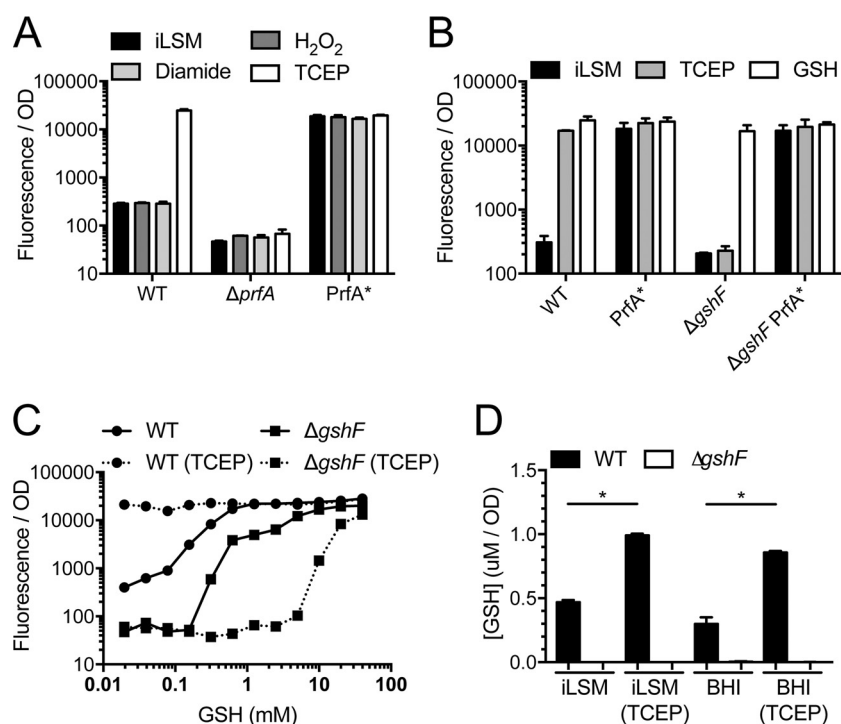 A
iLSM H₂O₂
Diamide TCEP
Fluorescence / OD
100000
10000
1000
100
10
WT ΔprfA PrfA*
B
iLSM TCEP GSH
Fluorescence / OD
100000
10000
1000
100
WT PrfA* ΔgshF ΔgshF PrfA*
C
WT ΔgshF
WT (TCEP) ΔgshF (TCEP)
Fluorescence / OD
100000
10000
1000
100
10
0.01 0.1 1 10 100
GSH (mM)
D
WT ΔgshF
[GSH] (uM / OD)
1.5
1.0
0.5
0.0
* *
iLSM iLSM BHI BHI
(TCEP) (TCEP)